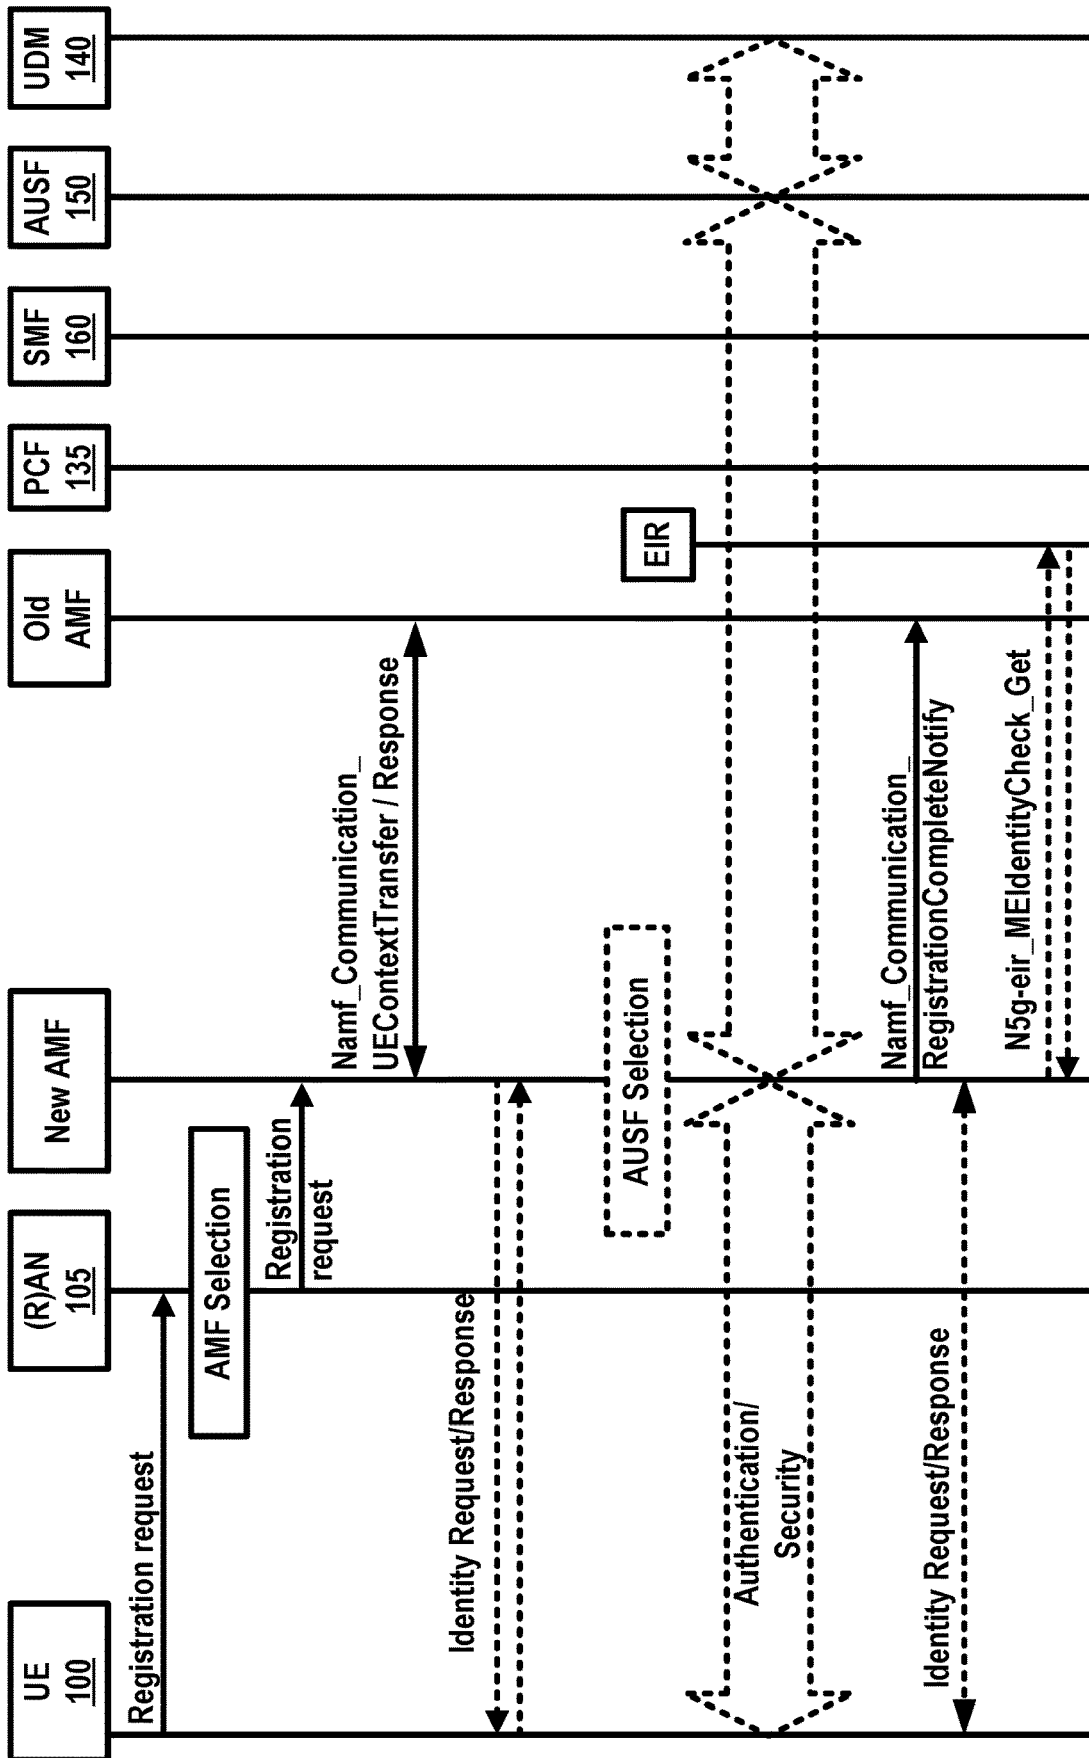 UE
100
(R)AN
105
New AMF
Old
AMF
PCF
135
SMF
160
AUSF
150
UDM
140
Registration request
AMF Selection
Registration
request
Namf_Communication_
UEContextTransfer / Response
Identity Request/Response
AUSF Selection
EIR
Authentication/
Security
Namf_Communication_
RegistrationCompleteNotify
Identity Request/Response
N5g-eir_MEIdentityCheck_Get